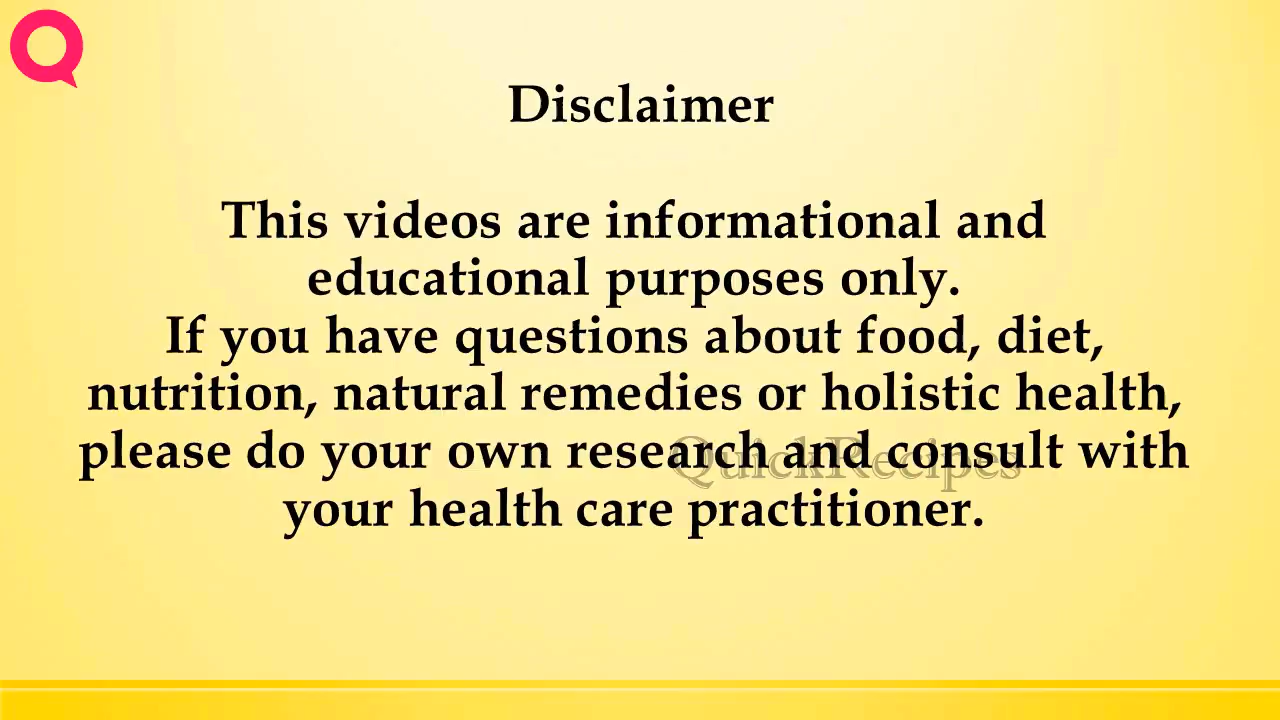 Disclaimer
This videos are informational and
educational purposes only.
If you have questions about food, diet,
nutrition, natural remedies or holistic health,
please do your own research and consult with
QuickRecipes
your health care practitioner.